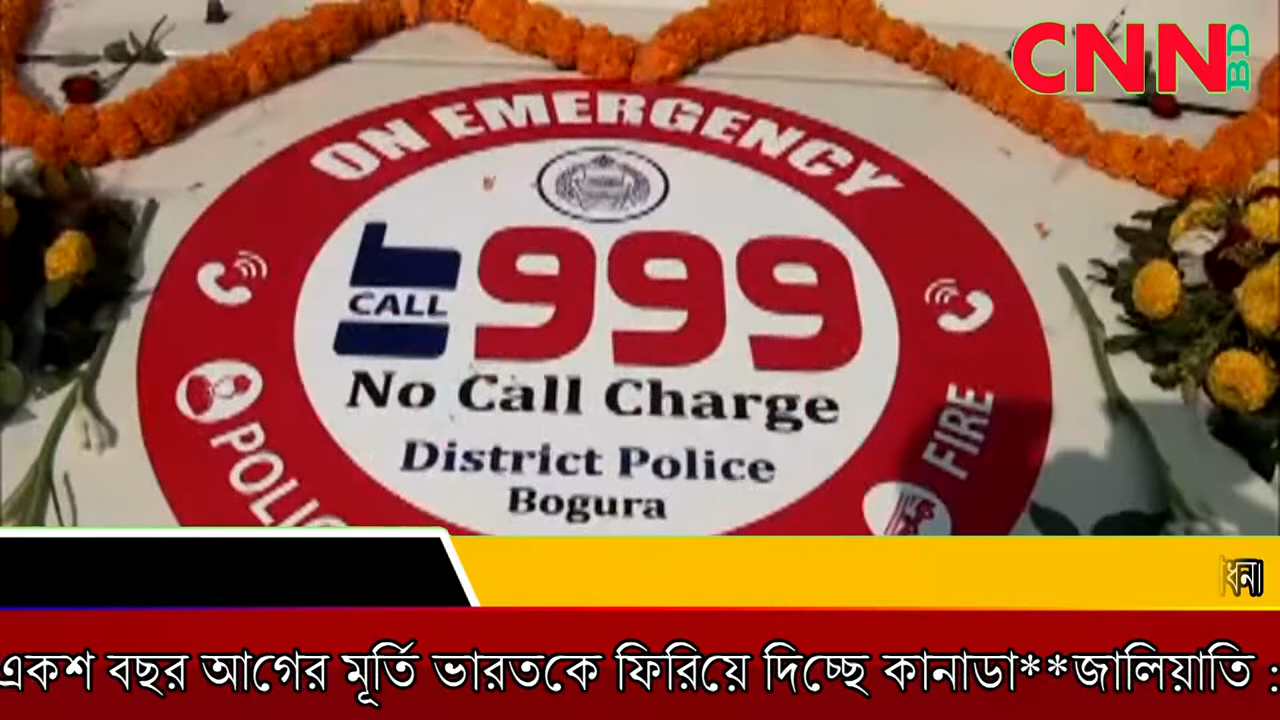 CNN BD
ON EMERGENCY
CALL 999
No Call Charge
District Police
Bogura
FIRE
একশ বছর আগের মূর্তি ভারতকে ফিরিয়ে দিচ্ছে কানাডা**জালিয়াতি :